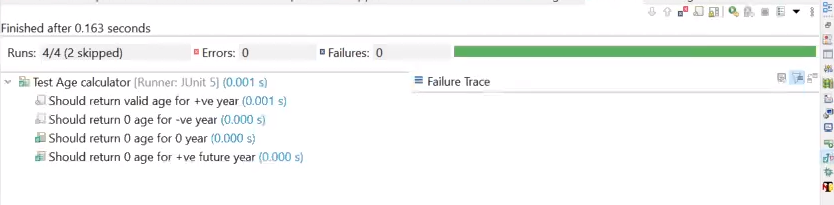 Finished after 0.163 seconds
Runs: 4/4 (2 skipped) Errors: 0 Failures: 0
Test Age calculator [Runner: JUnit 5] (0.001 s)
Should return valid age for +ve year (0.001 s)
Should return 0 age for -ve year (0.000 s)
Should return 0 age for 0 year (0.000 s)
Should return 0 age for +ve future year (0.000 s)
Failure Trace